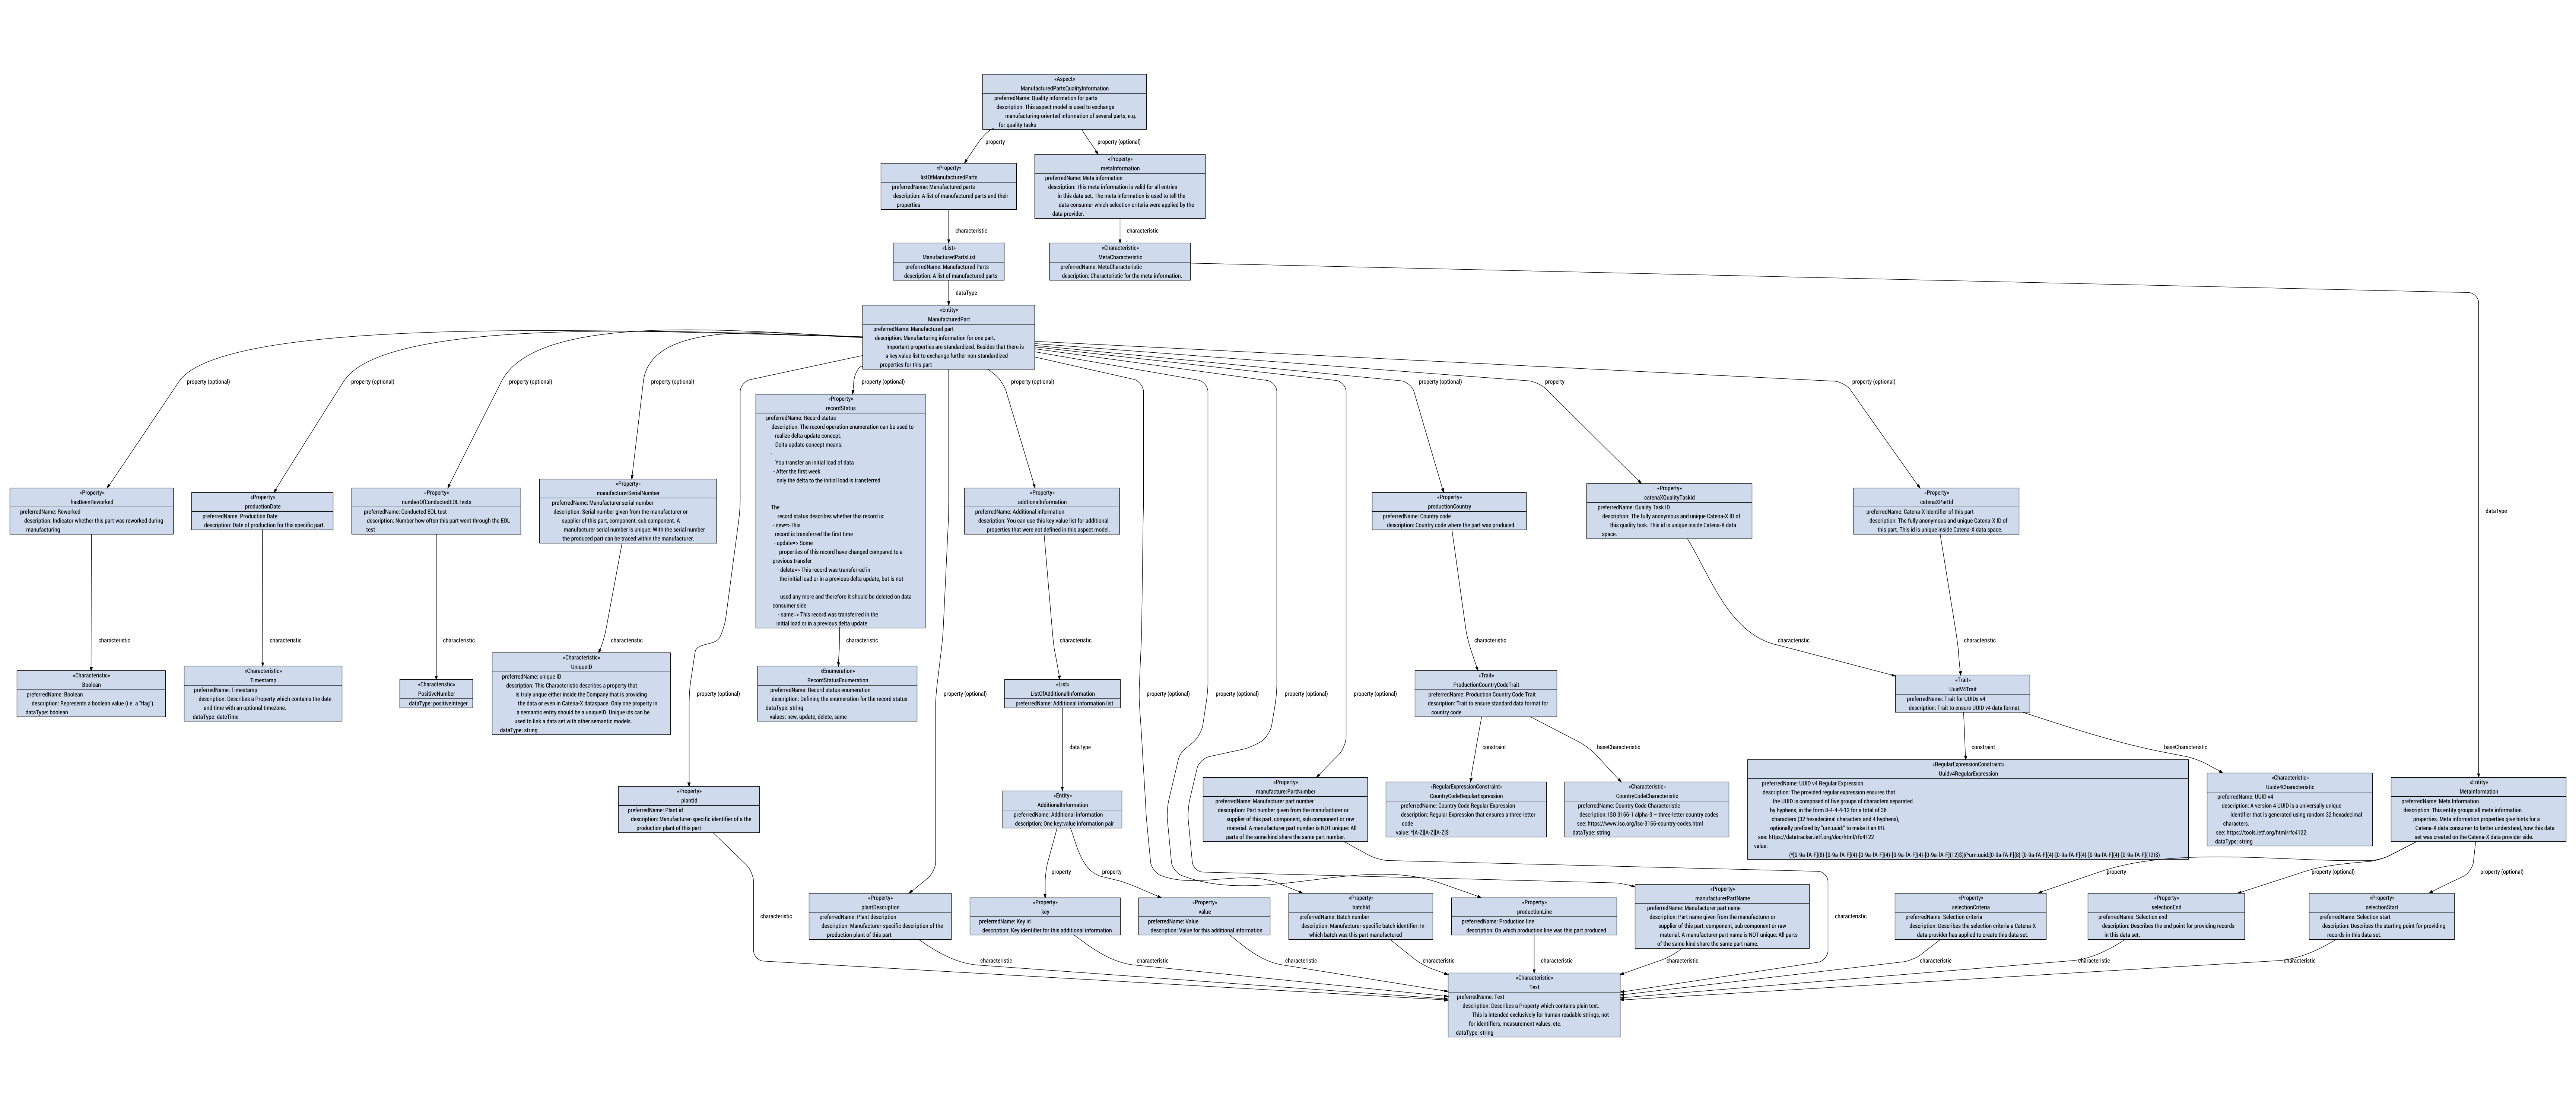 «Aspect»
ManufacturedPartsQualityInformation
preferredName: Quality information for parts
description: This aspect model is used to exchange
manufacturing-oriented information of several parts, e.g.
for quality tasks
property
property (optional)
«Property»
listOfManufacturedParts
preferredName: Manufactured parts
description: A list of manufactured parts and their
properties
«Property»
metaInformation
preferredName: Meta information
description: This meta information is valid for all entries
in this data set. The meta information is used to tell the
data consumer which selection criteria were applied by the
data provider.
characteristic
characteristic
«List»
ManufacturedPartsList
preferredName: Manufactured Parts
description: A list of manufactured parts
«Characteristic»
MetaCharacteristic
preferredName: MetaCharacteristic
description: Characteristic for the meta information.
dataType
«Entity»
ManufacturedPart
preferredName: Manufactured part
description: Manufacturing information for one part.
Important properties are standardized. Besides that there is
a key:value list to exchange further non-standardized
properties for this part
property (optional)
property (optional)
property (optional)
property (optional)
property (optional)
property (optional)
property (optional)
property
property (optional)
«Property»
recordStatus
preferredName: Record status
description: The record operation enumeration can be used to
realize delta update concept.
Delta update concept means:
-
You transfer an initial load of data
- After the first week
only the delta to the initial load is transferred
The
record status describes whether this record is:
- new=>This
record is transferred the first time
- update=> Some
properties of this record have changed compared to a
previous transfer
- delete=> This record was transferred in
the initial load or in a previous delta update, but is not
used any more and therefore it should be deleted on data
consumer side
- same=> This record was transferred in the
initial load or in a previous delta update
«Property»
hasBeenReworked
preferredName: Reworked
description: Indicator whether this part was reworked during
manufacturing
«Property»
productionDate
preferredName: Production Date
description: Date of production for this specific part.
«Property»
numberOfConductedEOLTests
preferredName: Conducted EOL test
description: Number how often this part went through the EOL
test
«Property»
manufacturerSerialNumber
preferredName: Manufacturer serial number
description: Serial number given from the manufacturer or
supplier of this part, component, sub component. A
manufacturer serial number is unique: With the serial number
the produced part can be traced within the manufacturer.
«Property»
addtionalInformation
preferredName: Additional information
description: You can use this key:value list for additional
properties that were not defined in this aspect model.
«Property»
productionCountry
preferredName: Country code
description: Country code where the part was produced.
«Property»
catenaXQualityTaskId
preferredName: Quality Task ID
description: The fully anonymous and unique Catena-X ID of
this quality task. This id is unique inside Catena-X data
space.
«Property»
catenaXPartId
preferredName: Catena-X Identifier of this part
description: The fully anonymous and unique Catena-X ID of
this part. This id is unique inside Catena-X data space.
dataType
characteristic
characteristic
characteristic
characteristic
characteristic
characteristic
characteristic
characteristic
characteristic
«Characteristic»
Boolean
preferredName: Boolean
description: Represents a boolean value (i.e. a "flag").
dataType: boolean
«Characteristic»
Timestamp
preferredName: Timestamp
description: Describes a Property which contains the date
and time with an optional timezone.
dataType: dateTime
«Characteristic»
PositiveNumber
dataType: positiveInteger
«Characteristic»
UniqueID
preferredName: unique ID
description: This Characteristic describes a property that
is truly unique either inside the Company that is providing
the data or even in Catena-X dataspace. Only one property in
a semantic entity should be a uniqueID. Unique ids can be
used to link a data set with other semantic models.
dataType: string
property (optional)
«Enumeration»
RecordStatusEnumeration
preferredName: Record status enumeration
description: Defining the enumeration for the record status
dataType: string
values: new, update, delete, same
property (optional)
«List»
ListOfAdditionalInformation
preferredName: Additional information list
property (optional)
property (optional)
property (optional)
property (optional)
«Trait»
ProductionCountryCodeTrait
preferredName: Production Country Code Trait
description: Trait to ensure standard data format for
country code
«Trait»
UuidV4Trait
preferredName: Trait for UUIDs v4
description: Trait to ensure UUID v4 data format.
dataType
constraint
baseCharacteristic
constraint
baseCharacteristic
«Property»
plantId
preferredName: Plant id
description: Manufacturer-specific identifier of a the
production plant of this part
«Entity»
AdditionalInformation
preferredName: Additional information
description: One key:value information pair
«Property»
manufacturerPartNumber
preferredName: Manufacturer part number
description: Part number given from the manufacturer or
supplier of this part, component, sub component or raw
material. A manufacturer part number is NOT unique: All
parts of the same kind share the same part number.
«RegularExpressionConstraint»
CountryCodeRegularExpression
preferredName: Country Code Regular Expression
description: Regular Expression that ensures a three-letter
code
value: ^[A-Z][A-Z][A-Z]$
«Characteristic»
CountryCodeCharacteristic
preferredName: Country Code Characteristic
description: ISO 3166-1 alpha-3 – three-letter country codes
see: https://www.iso.org/iso-3166-country-codes.html
dataType: string
«RegularExpressionConstraint»
Uuidv4RegularExpression
preferredName: UUID v4 Regular Expression
description: The provided regular expression ensures that
the UUID is composed of five groups of characters separated
by hyphens, in the form 8-4-4-4-12 for a total of 36
characters (32 hexadecimal characters and 4 hyphens),
optionally prefixed by "urn:uuid:" to make it an IRI.
see: https://datatracker.ietf.org/doc/html/rfc4122
value:
(^[0-9a-fA-F]{8}-[0-9a-fA-F]{4}-[0-9a-fA-F]{4}-[0-9a-fA-F]{4}-[0-9a-fA-F]{12}$)|(^urn:uuid:[0-9a-fA-F]{8}-[0-9a-fA-F]{4}-[0-9a-fA-F]{4}-[0-9a-fA-F]{4}-[0-9a-fA-F]{12}$)
«Characteristic»
Uuidv4Characteristic
preferredName: UUID v4
description: A version 4 UUID is a universally unique
identifier that is generated using random 32 hexadecimal
characters.
see: https://tools.ietf.org/html/rfc4122
dataType: string
«Entity»
MetaInformation
preferredName: Meta Information
description: This entity groups all meta information
properties. Meta information properties give hints for a
Catena-X data consumer to better understand, how this data
set was created on the Catena-X data provider side.
property
property
property
property (optional)
property (optional)
characteristic
characteristic
«Property»
plantDescription
preferredName: Plant description
description: Manufacturer-specific description of the
production plant of this part
«Property»
key
preferredName: Key id
description: Key identifier for this additional information
«Property»
value
preferredName: Value
description: Value for this additional information
«Property»
batchId
preferredName: Batch number
description: Manufacturer-specific batch identifier: In
which batch was this part manufactured
«Property»
productionLine
preferredName: Production line
description: On which production line was this part produced
«Property»
manufacturerPartName
preferredName: Manufacturer part name
description: Part name given from the manufacturer or
supplier of this part, component, sub component or raw
material. A manufacturer part name is NOT unique: All parts
of the same kind share the same part name.
«Property»
selectionCriteria
preferredName: Selection criteria
description: Describes the selection criteria a Catena-X
data provider has applied to create this data set.
«Property»
selectionEnd
preferredName: Selection end
description: Describes the end point for providing records
in this data set.
«Property»
selectionStart
preferredName: Selection start
description: Describes the starting point for providing
records in this data set.
characteristic
characteristic
characteristic
characteristic
characteristic
characteristic
characteristic
characteristic
characteristic
«Characteristic»
Text
preferredName: Text
description: Describes a Property which contains plain text.
This is intended exclusively for human readable strings, not
for identifiers, measurement values, etc.
dataType: string